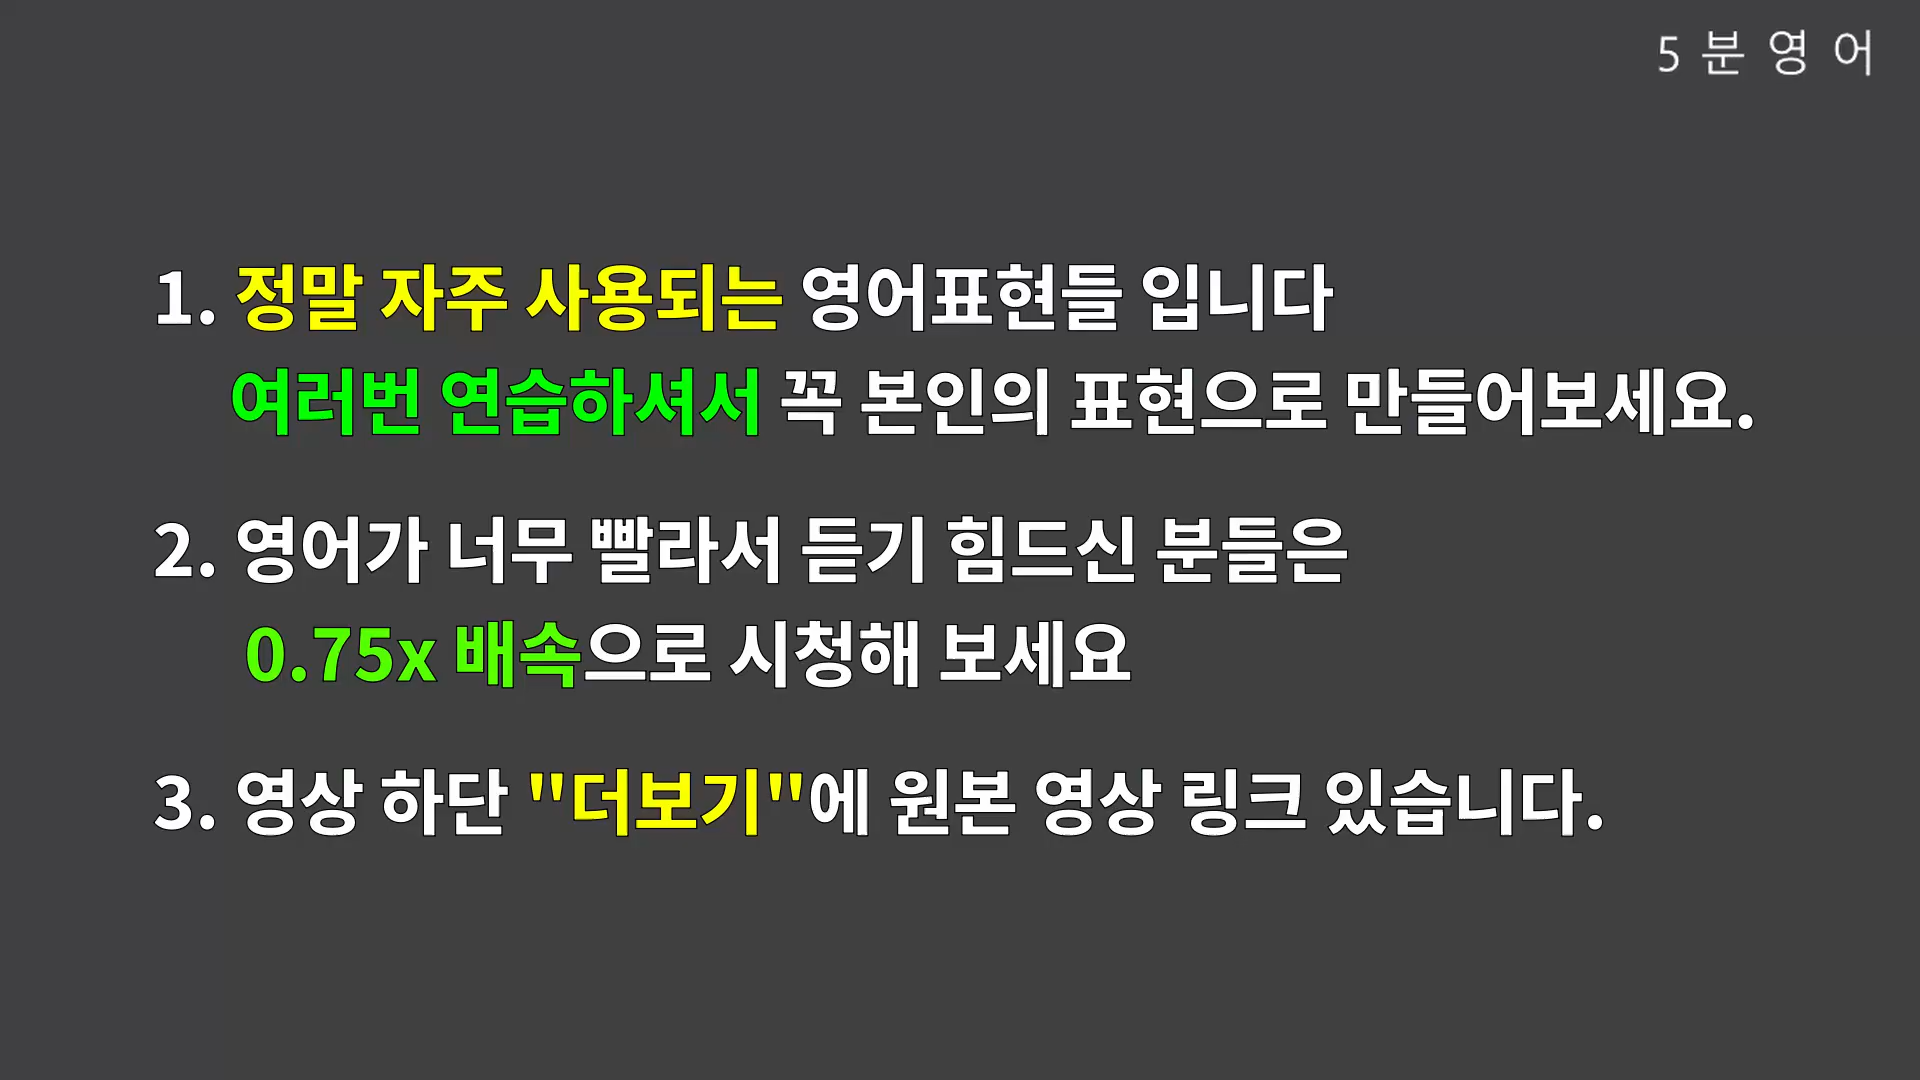 5분영어
1. 정말 자주 사용되는 영어표현들 입니다
여러번 연습하셔서 꼭 본인의 표현으로 만들어보세요.
2. 영어가 너무 빨라서 듣기 힘드신 분들은
0.75x 배속으로 시청해 보세요
3. 영상 하단 "더보기"에 원본 영상 링크 있습니다.